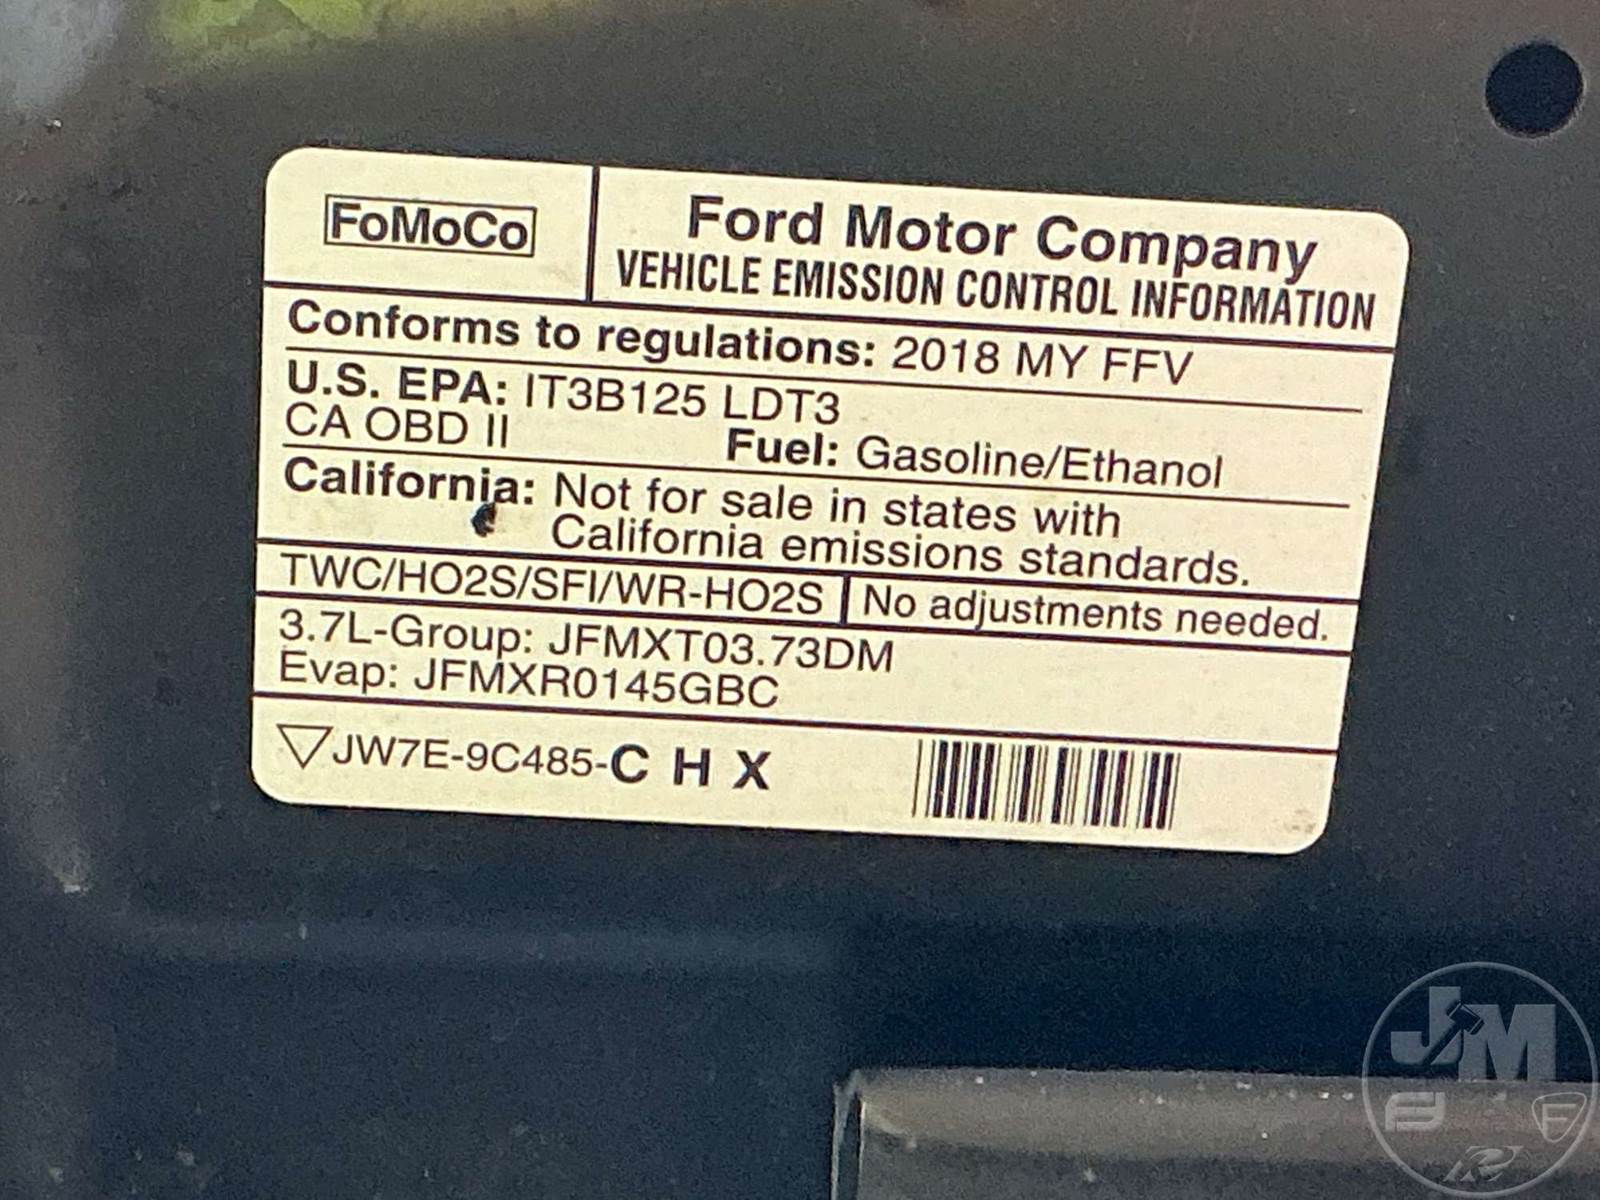 FoMoCo
Ford Motor Company
VEHICLE EMISSION CONTROL INFORMATION
Conforms to regulations: 2018 MY FFV
U.S. EPA: IT3B125 LDT3
CA OBD II
Fuel: Gasoline/Ethanol
California: Not for sale in states with
California emissions standards.
TWC/HO2S/SFI/WR-HO2S
No adjustments needed.
3.7L-Group: JFMXT03.73DM
Evap: JFMXR0145GBC
JW7E-9C485-C H X
JM